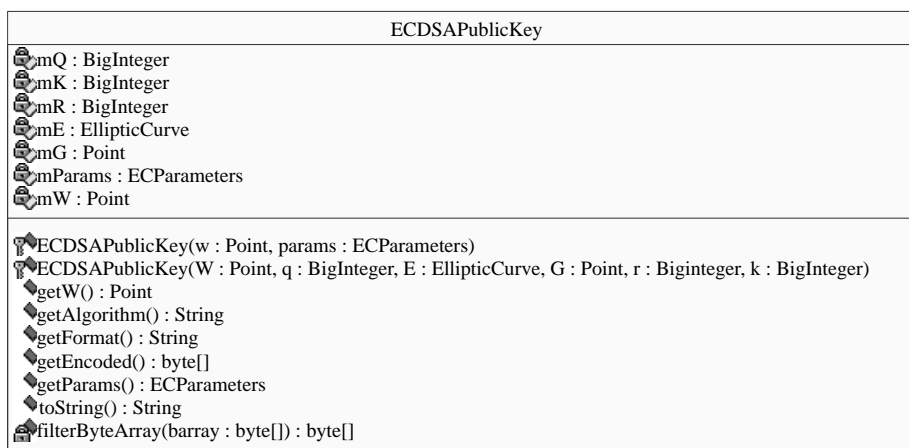 ECDSAPublicKey
mQ : BigInteger
mK : BigInteger
mR : BigInteger
mE : EllipticCurve
mG : Point
mParams : ECParameters
mW : Point
ECDSAPublicKey(w : Point, params : ECParameters)
ECDSAPublicKey(W : Point, q : BigInteger, E : EllipticCurve, G : Point, r : Biginteger, k : BigInteger)
getW() : Point
getAlgorithm() : String
getFormat() : String
getEncoded() : byte[]
getParams() : ECParameters
toString() : String
filterByteArray(barray : byte[]) : byte[]